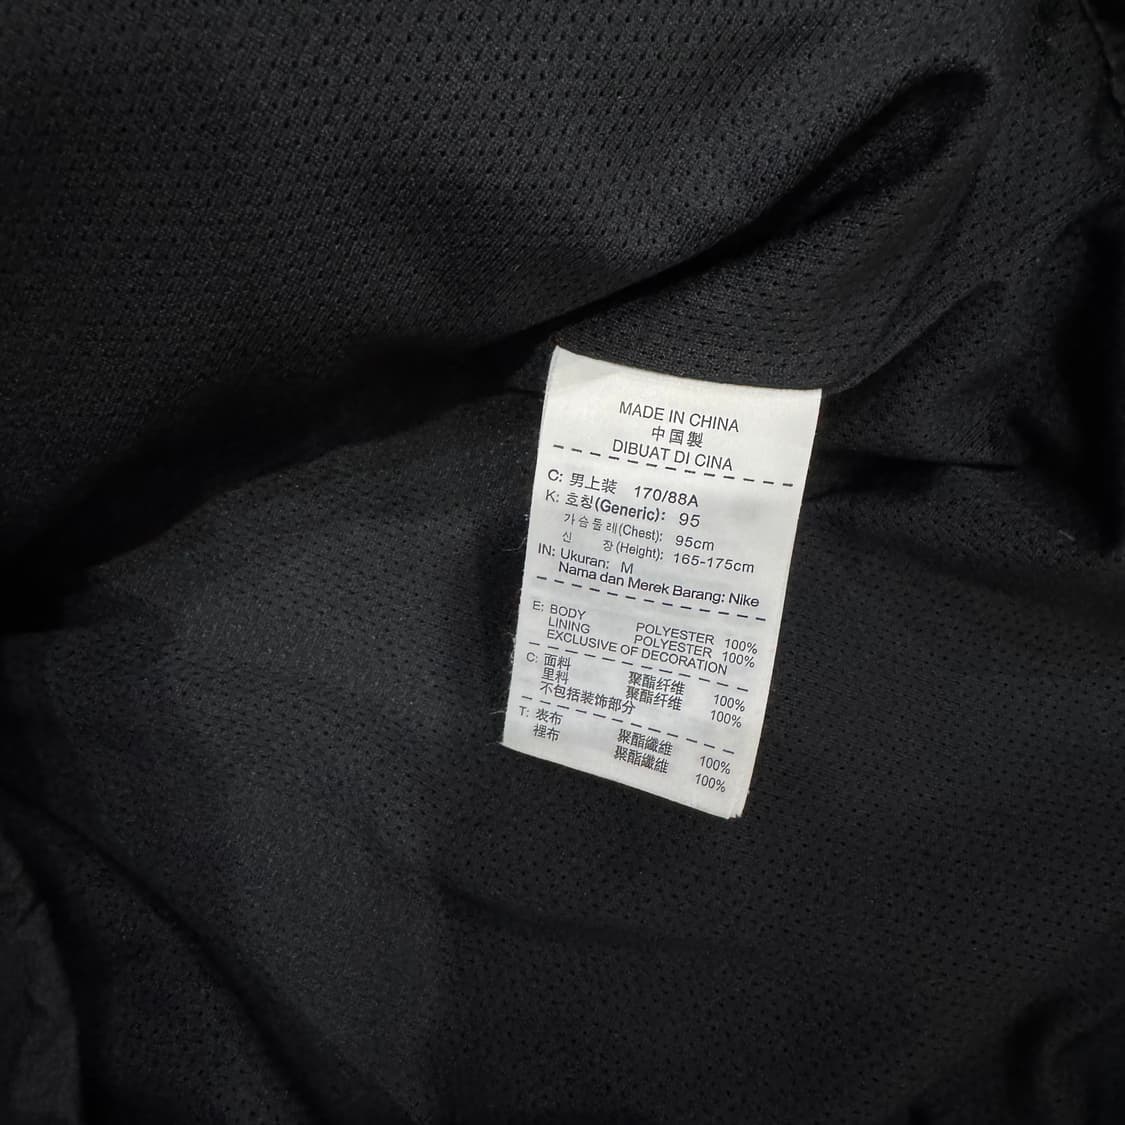 MADE IN CHINA
中国製
DIBUAT DI CINA
C: 男上装 170/88A
K: 호칭(Generic): 95
가슴둘레(Chest): 95cm
신 장(Height): 165-175cm
IN: Ukuran: M
Nama dan Merek Barang: Nike
E: BODY POLYESTER 100%
LINING POLYESTER 100%
EXCLUSIVE OF DECORATION
C: 面料 聚酯纤维 100%
里料 聚酯纤维 100%
不包括装饰部分
T: 表布 聚酯纖維 100%
裡布 聚酯纖維 100%